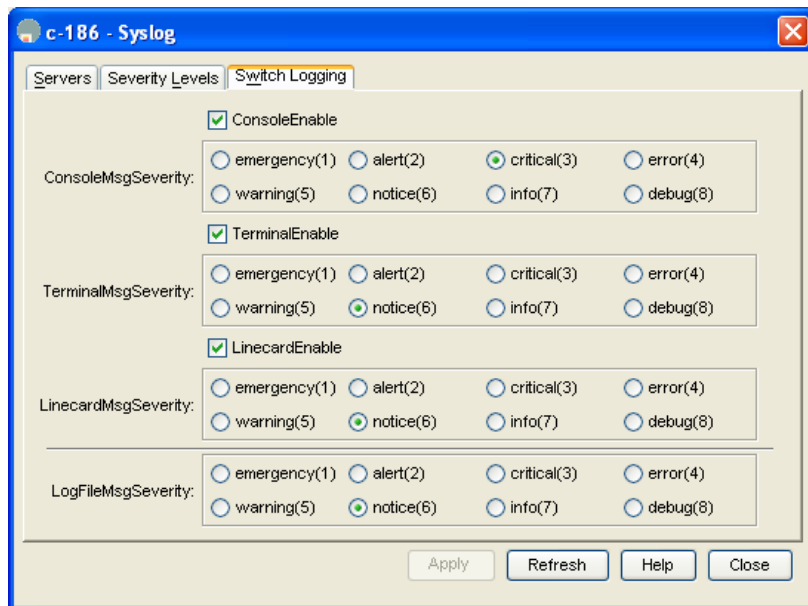 c-186 - Syslog
Servers Severity Levels Switch Logging
ConsoleEnable
ConsoleMsgSeverity:
emergency(1) alert(2) critical(3) error(4)
warning(5) notice(6) info(7) debug(8)
TerminalEnable
TerminalMsgSeverity:
emergency(1) alert(2) critical(3) error(4)
warning(5) notice(6) info(7) debug(8)
LinecardEnable
LinecardMsgSeverity:
emergency(1) alert(2) critical(3) error(4)
warning(5) notice(6) info(7) debug(8)
LogFileMsgSeverity:
emergency(1) alert(2) critical(3) error(4)
warning(5) notice(6) info(7) debug(8)
Apply Refresh Help Close